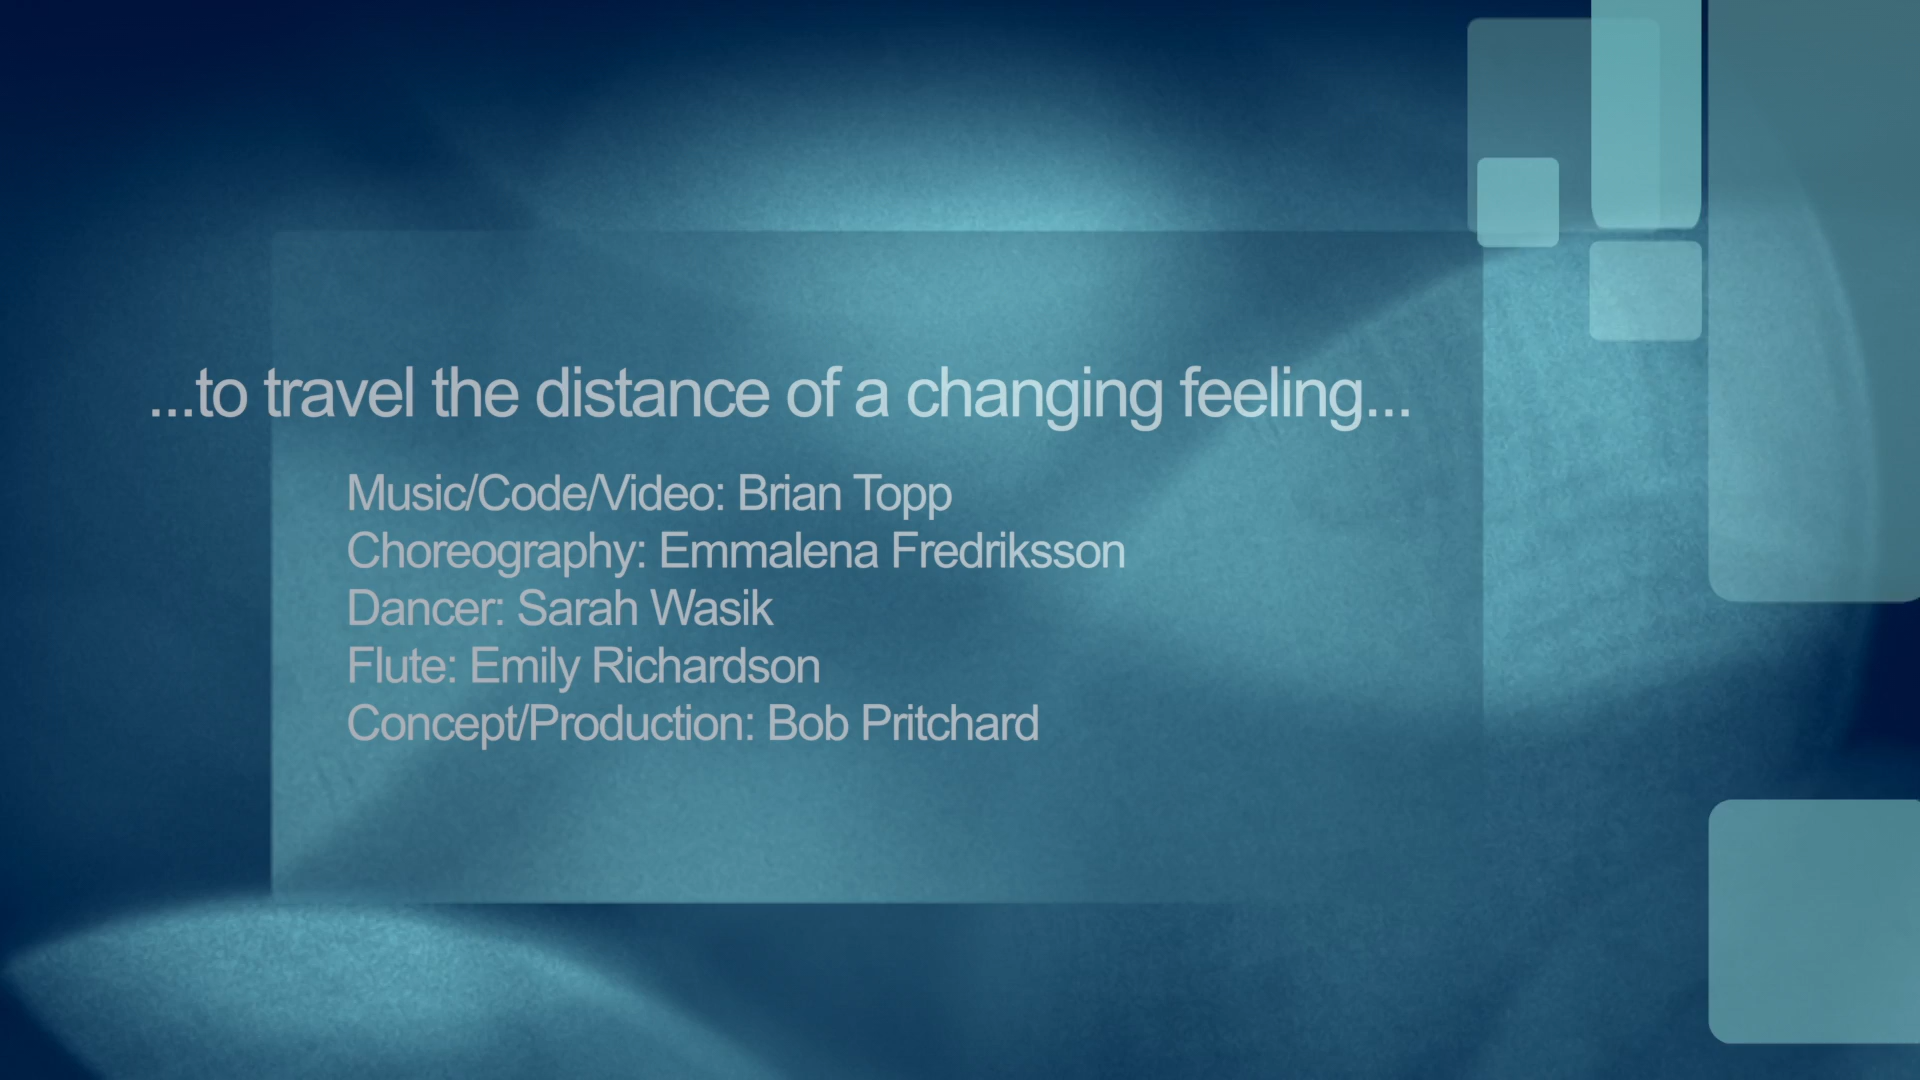 ...to travel the distance of a changing feeling...
Music/Code/Video: Brian Topp
Choreography: Emmalena Fredriksson
Dancer: Sarah Wasik
Flute: Emily Richardson
Concept/Production: Bob Pritchard